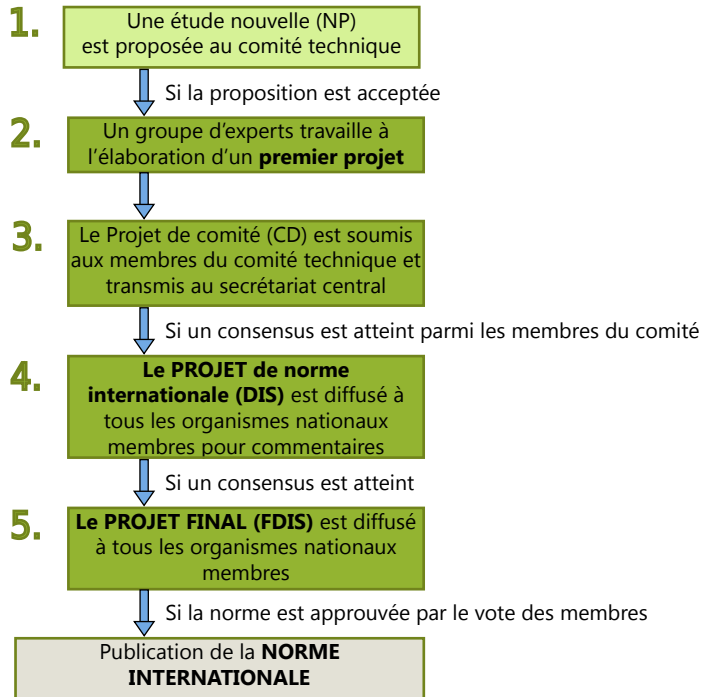 1.
Une étude nouvelle (NP)
est proposée au comité technique
Si la proposition est acceptée
2.
Un groupe d'experts travaille à
l'élaboration d'un premier projet
3.
Le Projet de comité (CD) est soumis
aux membres du comité technique et
transmis au secrétariat central
Si un consensus est atteint parmi les membres du comité
4.
Le PROJET de norme
internationale (DIS) est diffusé à
tous les organismes nationaux
membres pour commentaires
Si un consensus est atteint
5.
Le PROJET FINAL (FDIS) est diffusé
à tous les organismes nationaux
membres
Si la norme est approuvée par le vote des membres
Publication de la NORME
INTERNATIONALE